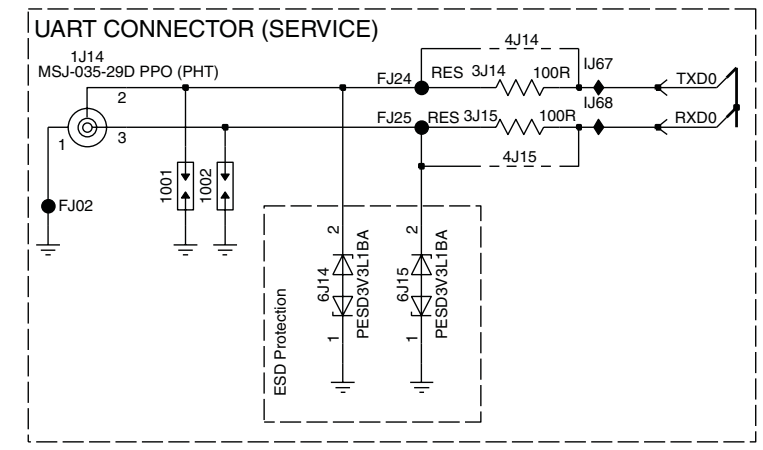 UART CONNECTOR (SERVICE)
4J14
1J14
MSJ-035-29D PPO (PHT)
IJ67
FJ24 RES 3J14 100R TXD0
2
IJ68
FJ25 RES 3J15 100R RXD0
1 3
4J15
1001
1002
FJ02
2 2
6J14
PESD3V3L1BA
6J15
PESD3V3L1BA
1 1
ESD Protection